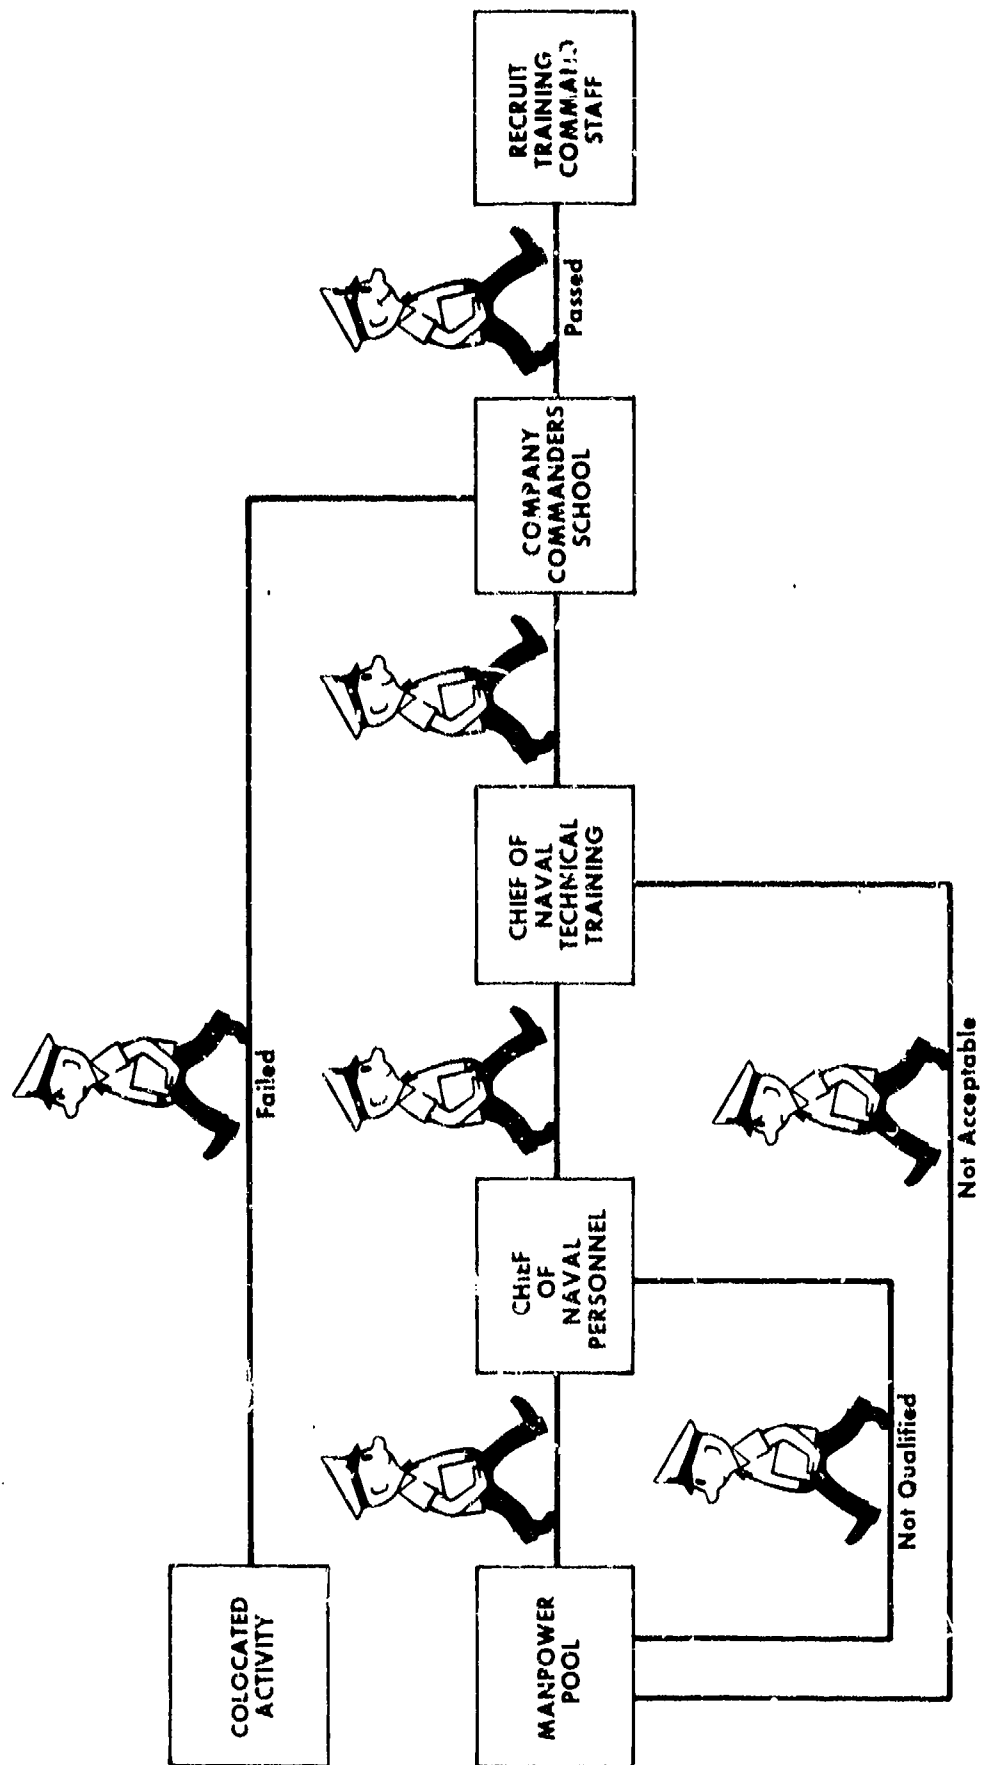 COLOCATED
ACTIVITY
Failed
MANPOWER
POOL
CHIEF
OF
NAVAL
PERSONNEL
CHIEF OF
NAVAL
TECHNICAL
TRAINING
COMPANY
COMMANDERS
SCHOOL
Passed
RECRUIT
TRAINING
COMMAND
STAFF
Not Qualified
Not Acceptable